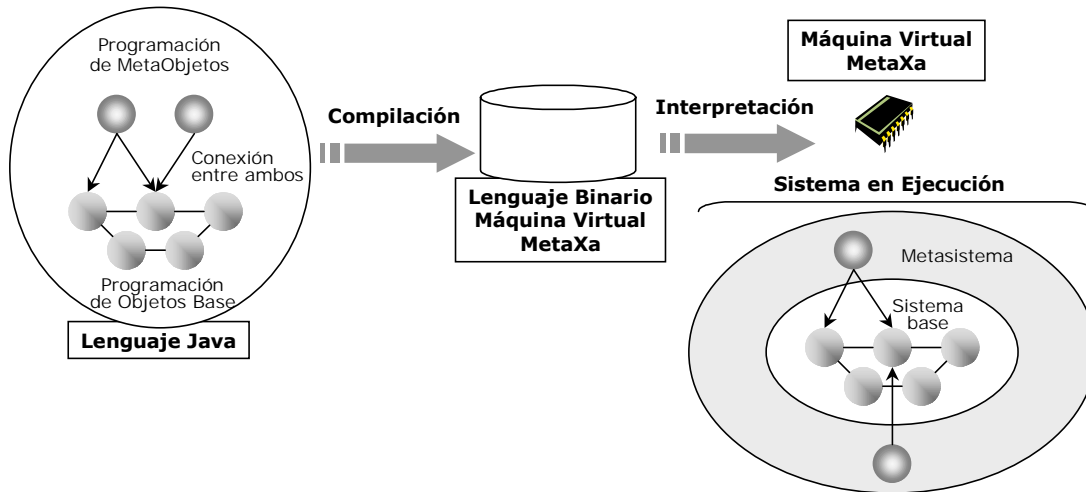 Programación
de MetaObjetos
Conexión
entre ambos
Programación
de Objetos Base
Lenguaje Java
Compilación
Lenguaje Binario
Máquina Virtual
MetaXa
Interpretación
Máquina Virtual
MetaXa
Sistema en Ejecución
Metasistema
Sistema
base